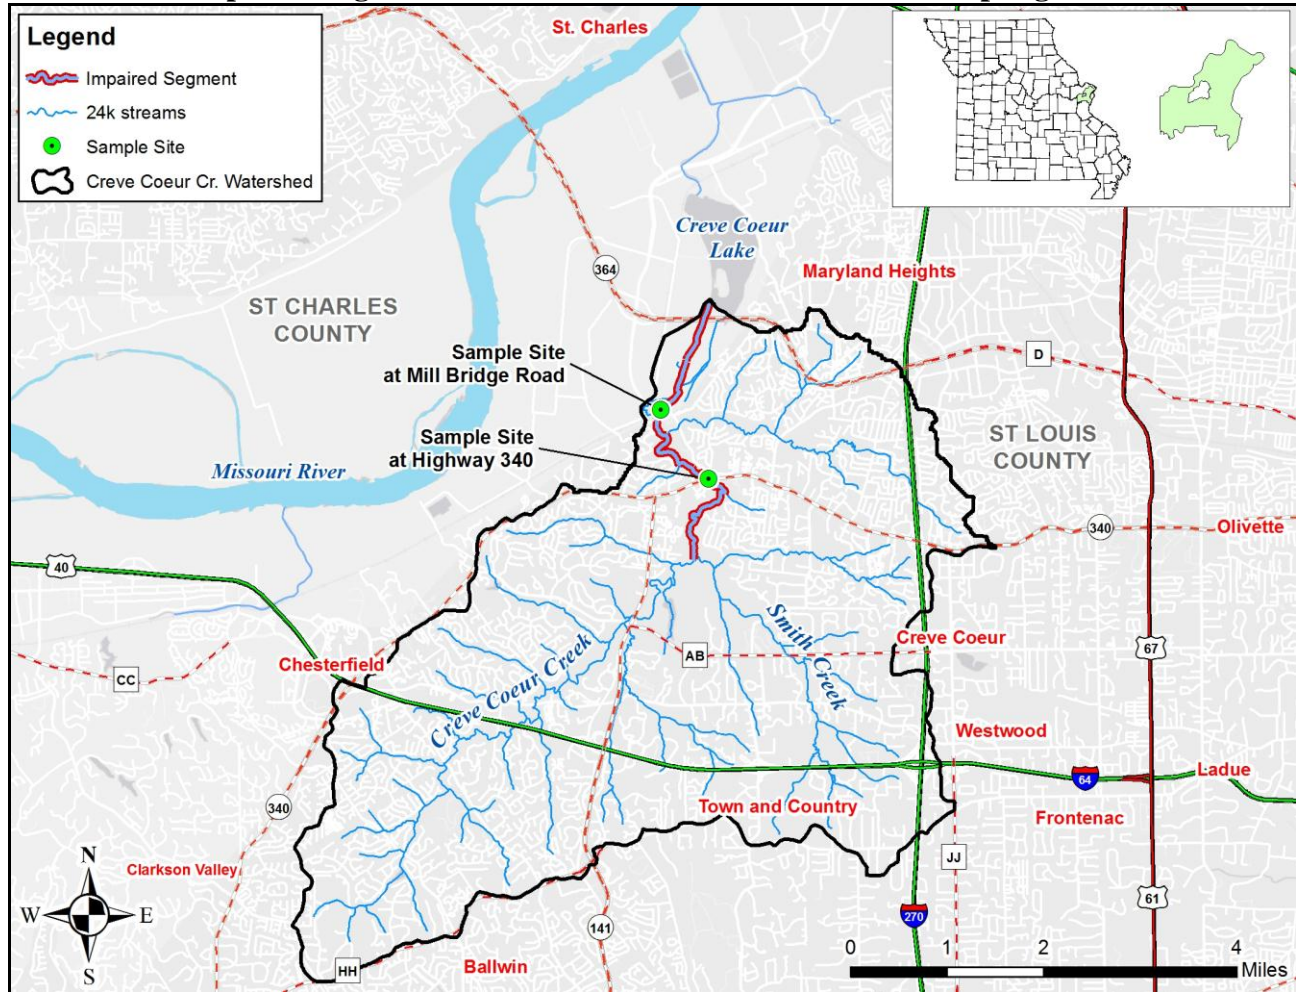 Legend
Impaired Segment
24k streams
Sample Site
Creve Coeur Cr. Watershed
St. Charles
Creve Coeur
Lake
364
Maryland Heights
ST CHARLES
COUNTY
Sample Site
at Mill Bridge Road
D
Sample Site
at Highway 340
ST LOUIS
COUNTY
Missouri River
340
Olivette
40
Smith Creek
Creve Coeur
67
AB
Chesterfield
CC
Creve Coeur Creek
Westwood
Ladue
64
340
Town and Country
Frontenac
Clarkson Valley
JJ
N
W
E
S
61
270
141
HH
Ballwin
0 1 2 4
Miles